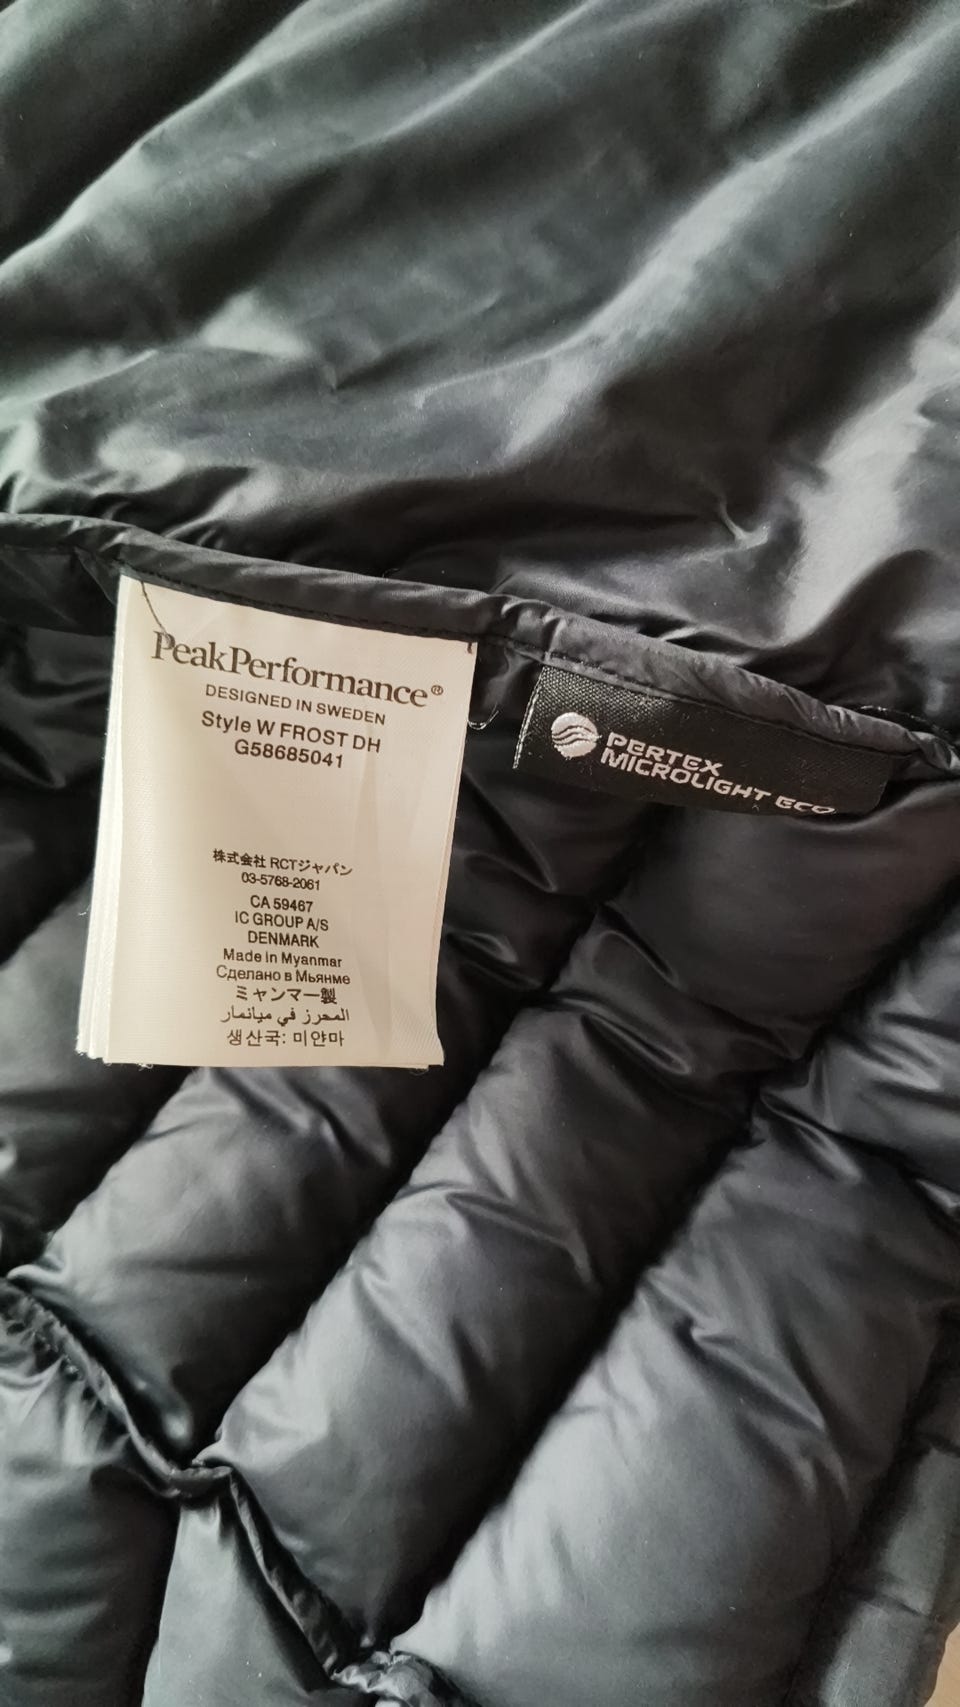 PeakPerformance®
DESIGNED IN SWEDEN
Style W FROST DH
G58685041
株式会社 RCTジャパン
03-5768-2061
CA 59467
IC GROUP A/S
DENMARK
Made in Myanmar
Сделано в Мьянме
ミャンマー製
المحرز في ميانمار
생산국: 미얀마
PERTEX
MICROLIGHT ECO